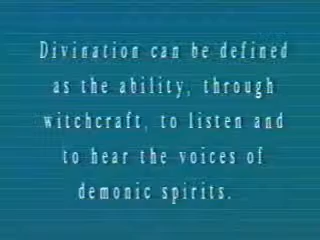 Divination can be defined
as the ability, through
witchcraft, to listen and
to hear the voices of
demonic spirits.